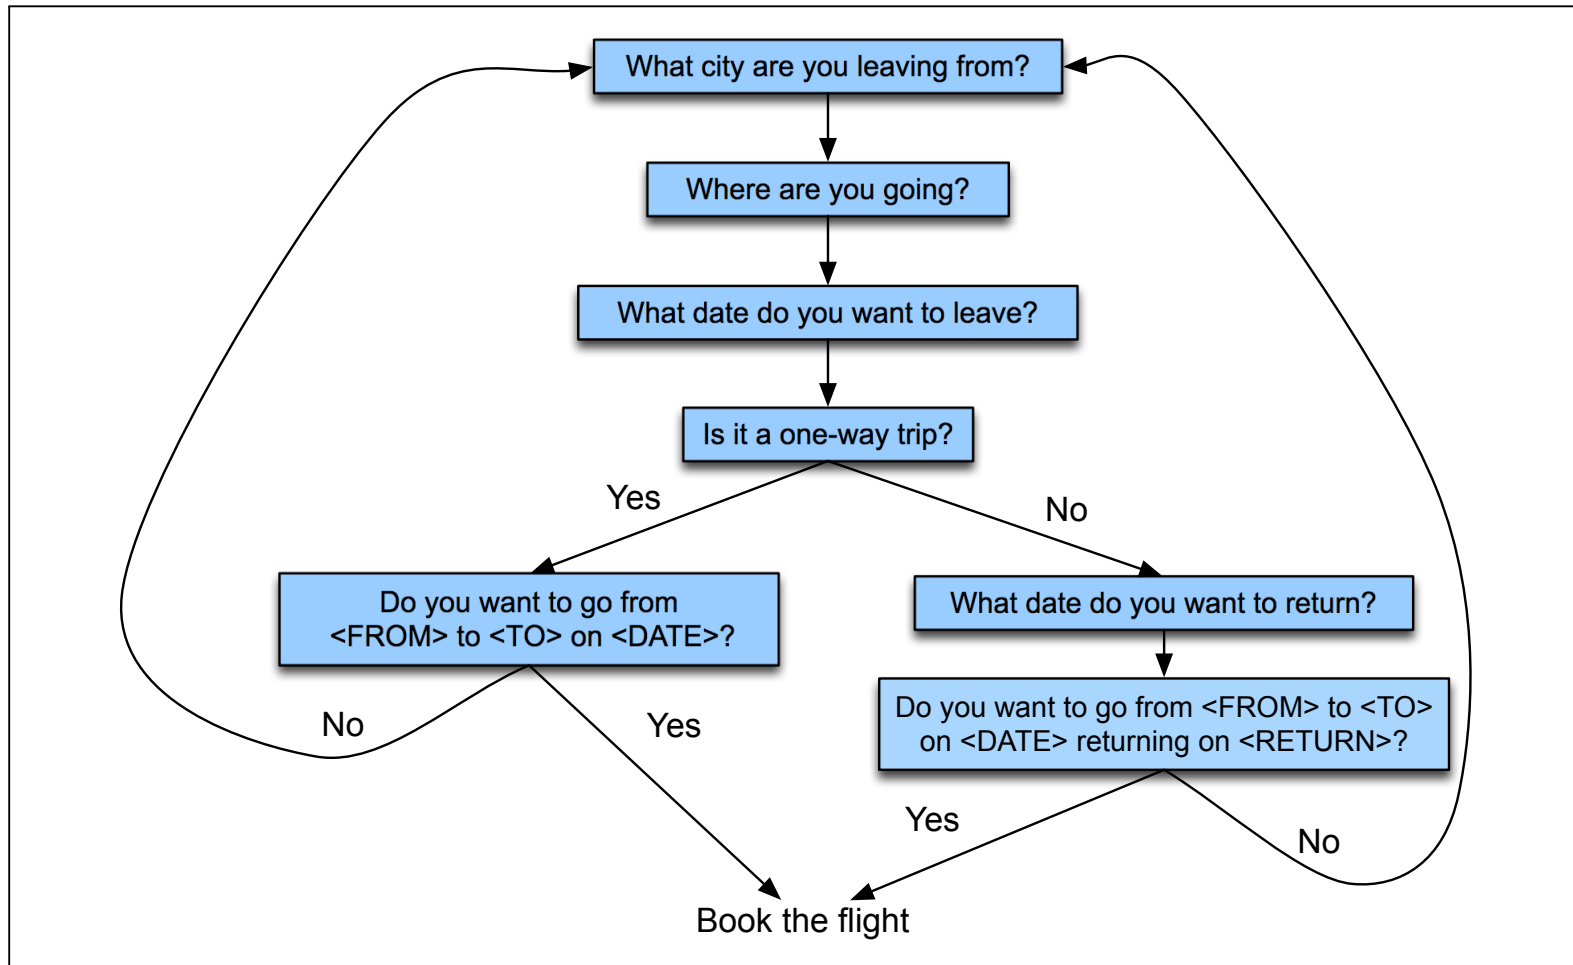 What city are you leaving from?
Where are you going?
What date do you want to leave?
Is it a one-way trip?
Yes
No
Do you want to go from
<FROM> to <TO> on <DATE>?
What date do you want to return?
No
Yes
Do you want to go from <FROM> to <TO>
on <DATE> returning on <RETURN>?
Yes
No
Book the flight